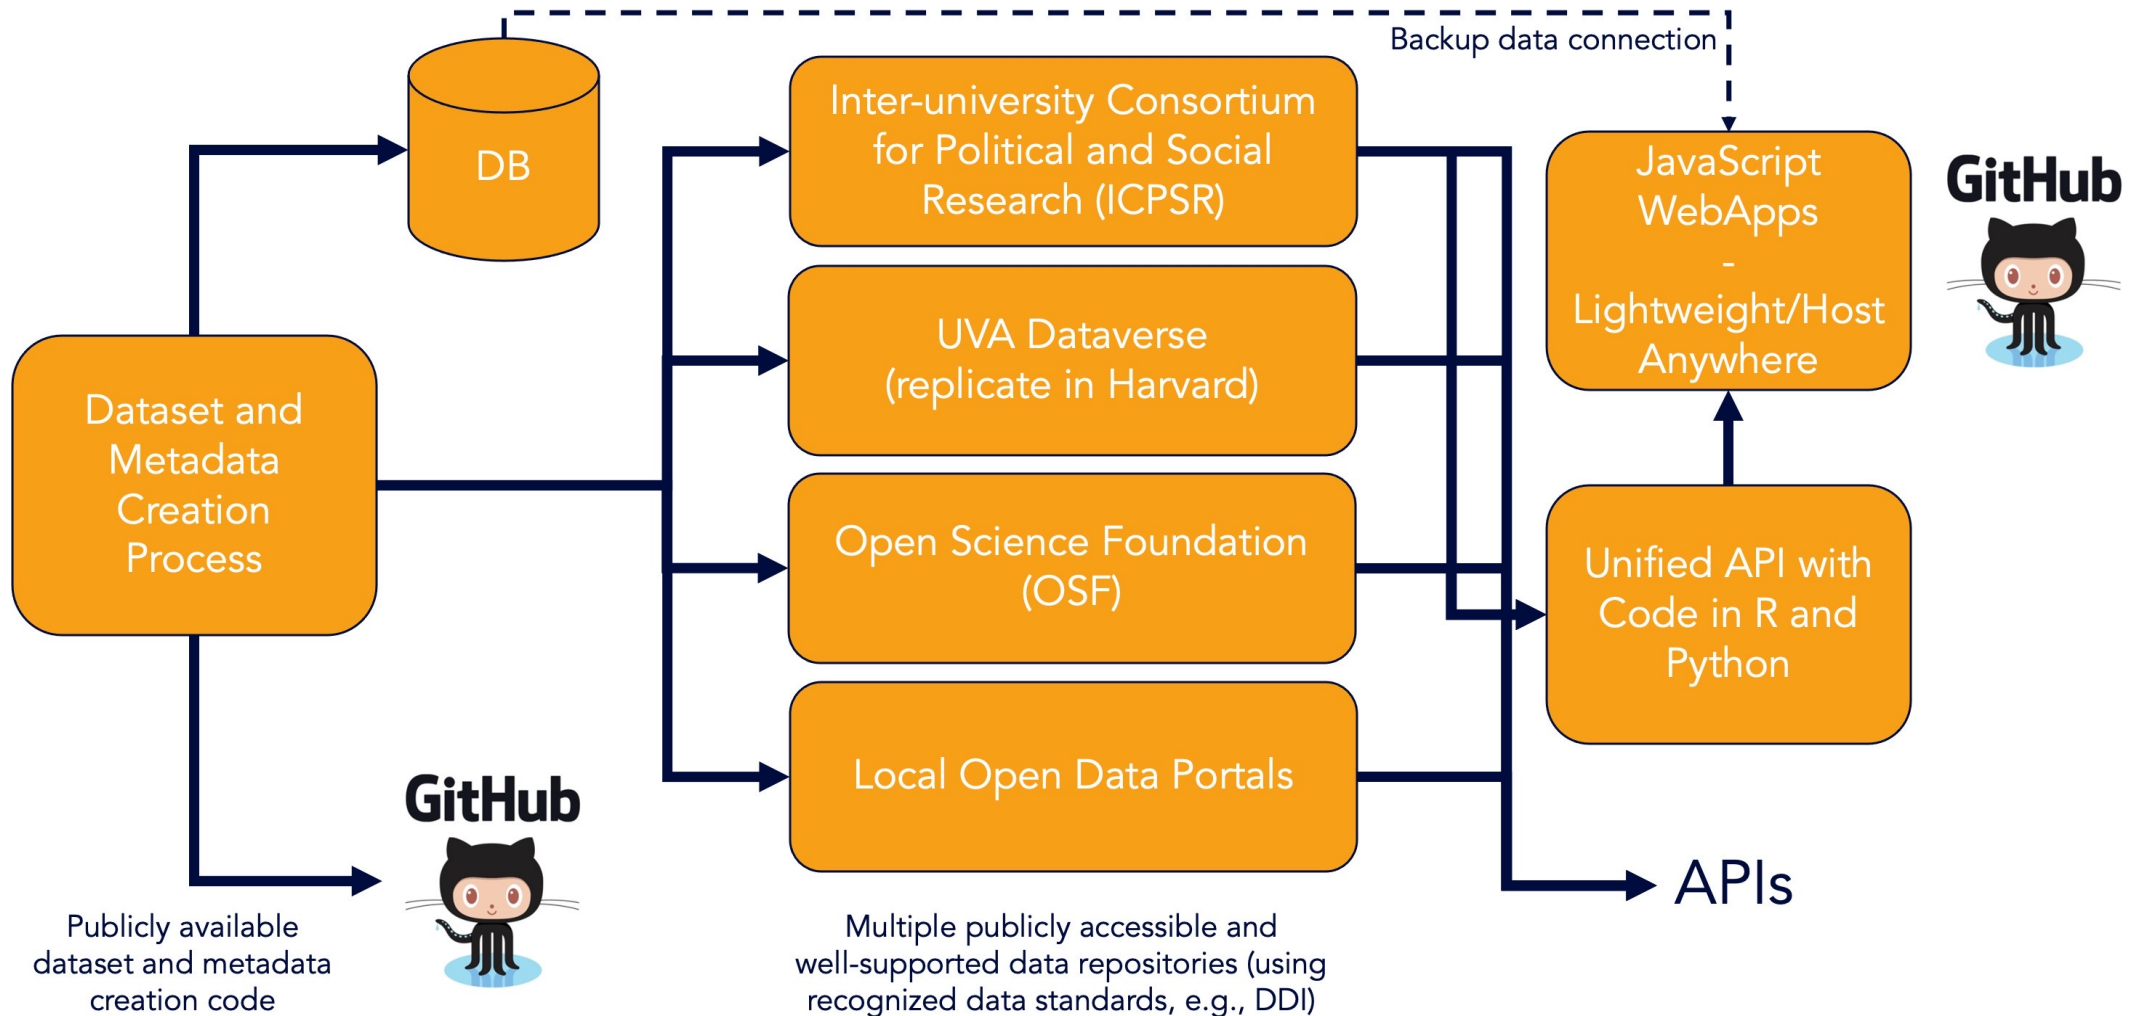 Backup data connection
DB
Inter-university Consortium
for Political and Social
Research (ICPSR)
JavaScript
WebApps
-
Lightweight/Host
Anywhere
GitHub
UVA Dataverse
(replicate in Harvard)
Dataset and
Metadata
Creation
Process
Open Science Foundation
(OSF)
Unified API with
Code in R and
Python
Local Open Data Portals
GitHub
APIs
Publicly available
dataset and metadata
creation code
Multiple publicly accessible and
well-supported data repositories (using
recognized data standards, e.g., DDI)